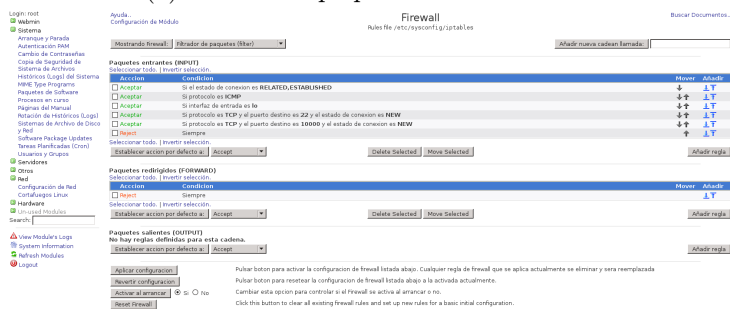 Login: root
Webmin
Sistema
Arranque y Parada
Autenticación PAM
Cambio de Contraseñas
Copia de Seguridad de
Sistema de Archivos
Históricos (Logs) del Sistema
MIME Type Programs
Paquetes de Software
Procesos en curso
Páginas del Manual
Rotación de Históricos (Logs)
Sistemas de Archivo de Disco
y Red
Software Package Updates
Tareas Planificadas (Cron)
Usuarios y Grupos
Servidores
Otros
Red
Configuración de Red
Cortafuegos Linux
Hardware
Un-used Modules
Search:
View Module's Logs
System Information
Refresh Modules
Logout
Ayuda..
Configuración de Módulo
Firewall
Rules file /etc/sysconfig/iptables
Buscar Documentos..
Mostrando Firewall: Filtrador de paquetes (filter) Añadir nueva cadean llamada:
Paquetes entrantes (INPUT)
Seleccionar todo. | Invertir selección.
Acccion Condicion Mover Añadir
Aceptar Si el estado de conexion es RELATED,ESTABLISHED
Aceptar Si protocolo es ICMP
Aceptar Si interfaz de entrada es lo
Aceptar Si protocolo es TCP y el puerto destino es 22 y el estado de conexion es NEW
Aceptar Si protocolo es TCP y el puerto destino es 10000 y el estado de conexion es NEW
Reject Siempre
Seleccionar todo. | Invertir selección.
Establecer accion por defecto a: Accept Delete Selected Move Selected Añadir regla
Paquetes redirigidos (FORWARD)
Seleccionar todo. | Invertir selección.
Acccion Condicion Mover Añadir
Reject Siempre
Seleccionar todo. | Invertir selección.
Establecer accion por defecto a: Accept Delete Selected Move Selected Añadir regla
Paquetes salientes (OUTPUT)
No hay reglas definidas para esta cadena.
Establecer accion por defecto a: Accept Añadir regla
Aplicar configuracion Pulsar boton para activar la configuracion de firewall listada abajo. Cualquier regla de firewall que se aplica actualmente se eliminar y sera reemplazada
Revertir configuracion Pulsar boton para resetear la configuracion de firewall listada abajo a la activada actualmente.
Activar al arrancar Si No Cambiar esta opcion para controlar si el Firewall se activa al arrancar o no.
Reset Firewall Click this button to clear all existing firewall rules and set up new rules for a basic initial configuration.